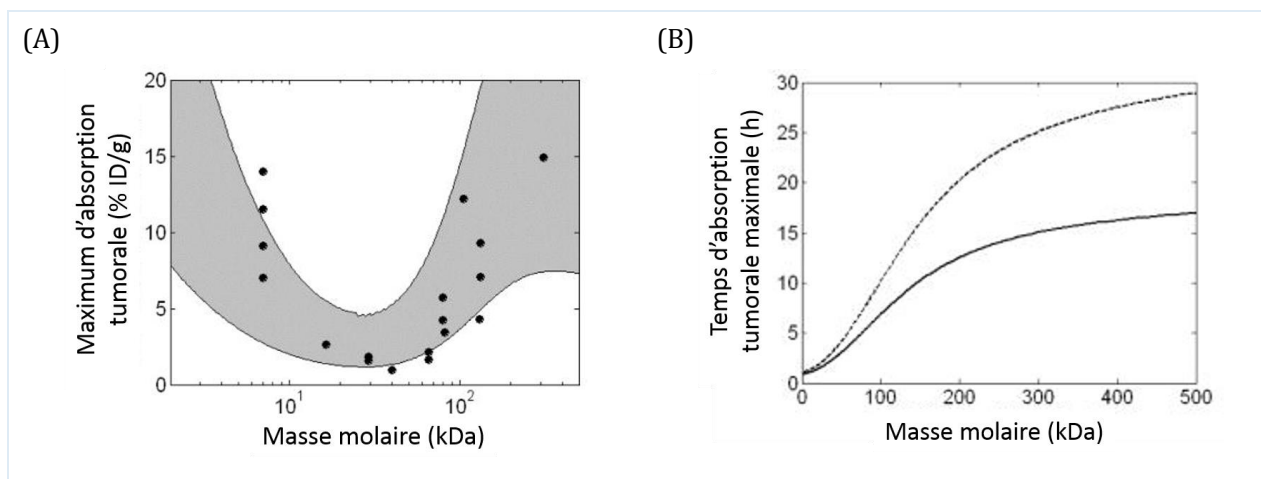 (A)
Maximum d’absorption
tumorale (% ID/g)
20
15
10
5
0
10¹
10²
Masse molaire (kDa)
(B)
Temps d’absorption
tumorale maximale (h)
30
25
20
15
10
5
0
0
100
200
300
400
500
Masse molaire (kDa)